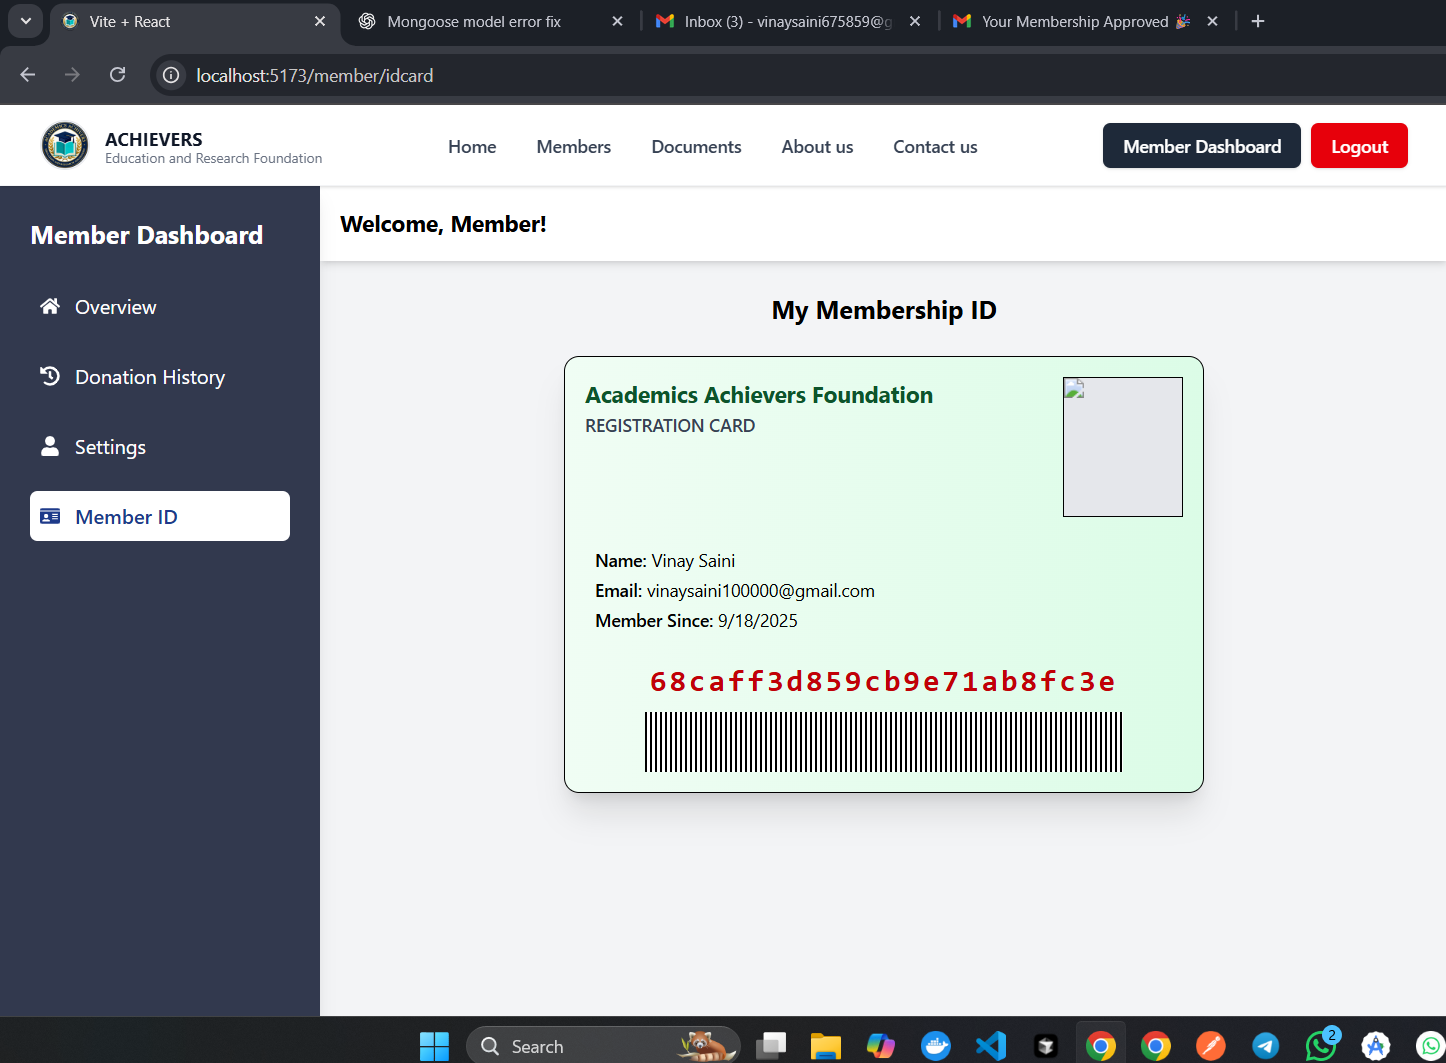 Vite + React
Mongoose model error fix
Inbox (3) - vinaysaini675859@g
Your Membership Approved 🎉
localhost:5173/member/idcard
ACHIEVERS
Education and Research Foundation
Home
Members
Documents
About us
Contact us
Member Dashboard
Logout
Member Dashboard
Overview
Donation History
Settings
Member ID
Welcome, Member!
My Membership ID
Academics Achievers Foundation
REGISTRATION CARD
Name: Vinay Saini
Email: vinaysaini100000@gmail.com
Member Since: 9/18/2025
68caff3d859cb9e71ab8fc3e
Search
2